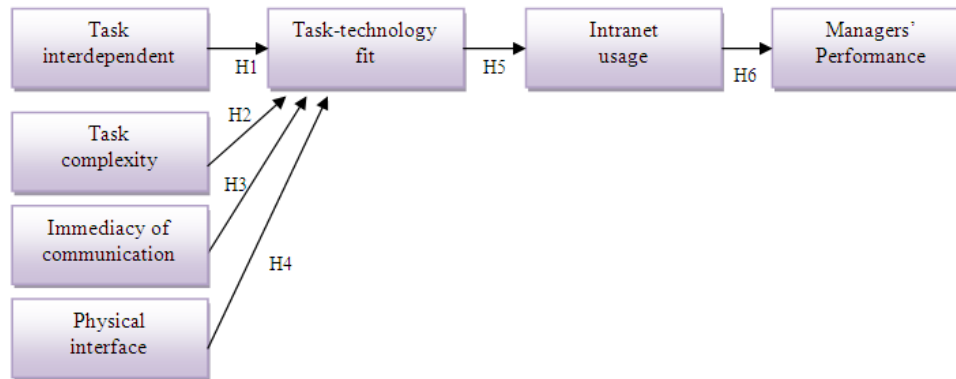 Task
interdependent
H1
Task-technology
fit
H5
Intranet
usage
H6
Managers’
Performance
Task
complexity
H2
Immediacy of
communication
H3
Physical
interface
H4